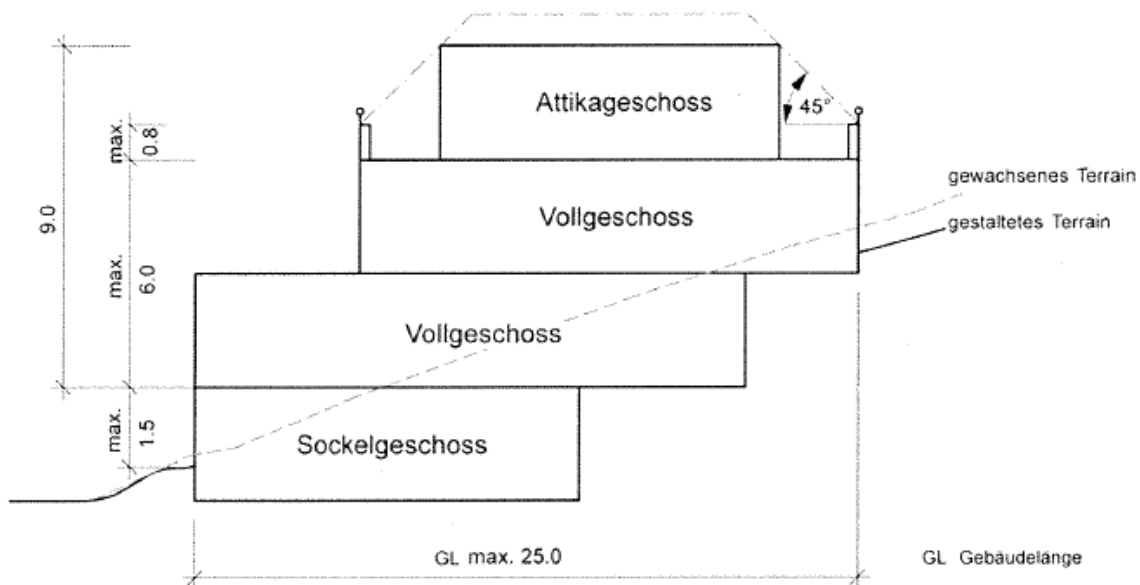 Attikageschoss
45°
max.
0.8
gewachsenes Terrain
Vollgeschoss
gestaltetes Terrain
9.0
max.
6.0
Vollgeschoss
max.
1.5
Sockelgeschoss
GL max. 25.0
GL Gebäudelänge